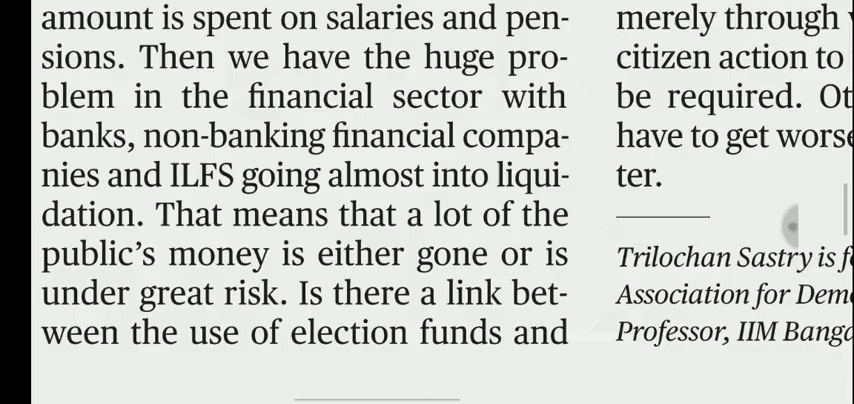 amount is spent on salaries and pen-
sions. Then we have the huge pro-
blem in the financial sector with
banks, non-banking financial compa-
nies and ILFS going almost into liqui-
dation. That means that a lot of the
public's money is either gone or is
under great risk. Is there a link bet-
ween the use of election funds and
merely through
citizen action to
be required.
have to get
ter.
Trilochan Sastry is
Association for
Professor, IIM